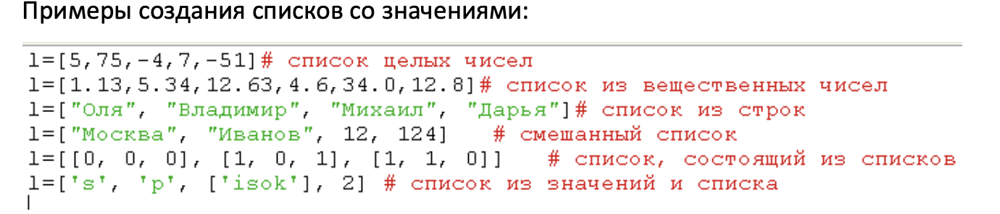 Примеры создания списков со значениями:
l=[5,75,-4,7,-51]# список целых чисел
l=[1.13,5.34,12.63,4.6,34.0,12.8]# список из вещественных чисел
l=["Оля", "Владимир", "Михаил", "Дарья"]# список из строк
l=["Москва", "Иванов", 12, 124]   # смешанный список
l=[[0, 0, 0], [1, 0, 1], [1, 1, 0]]   # список, состоящий из списков
l=['s', 'p', ['isok'], 2] # список из значений и списка